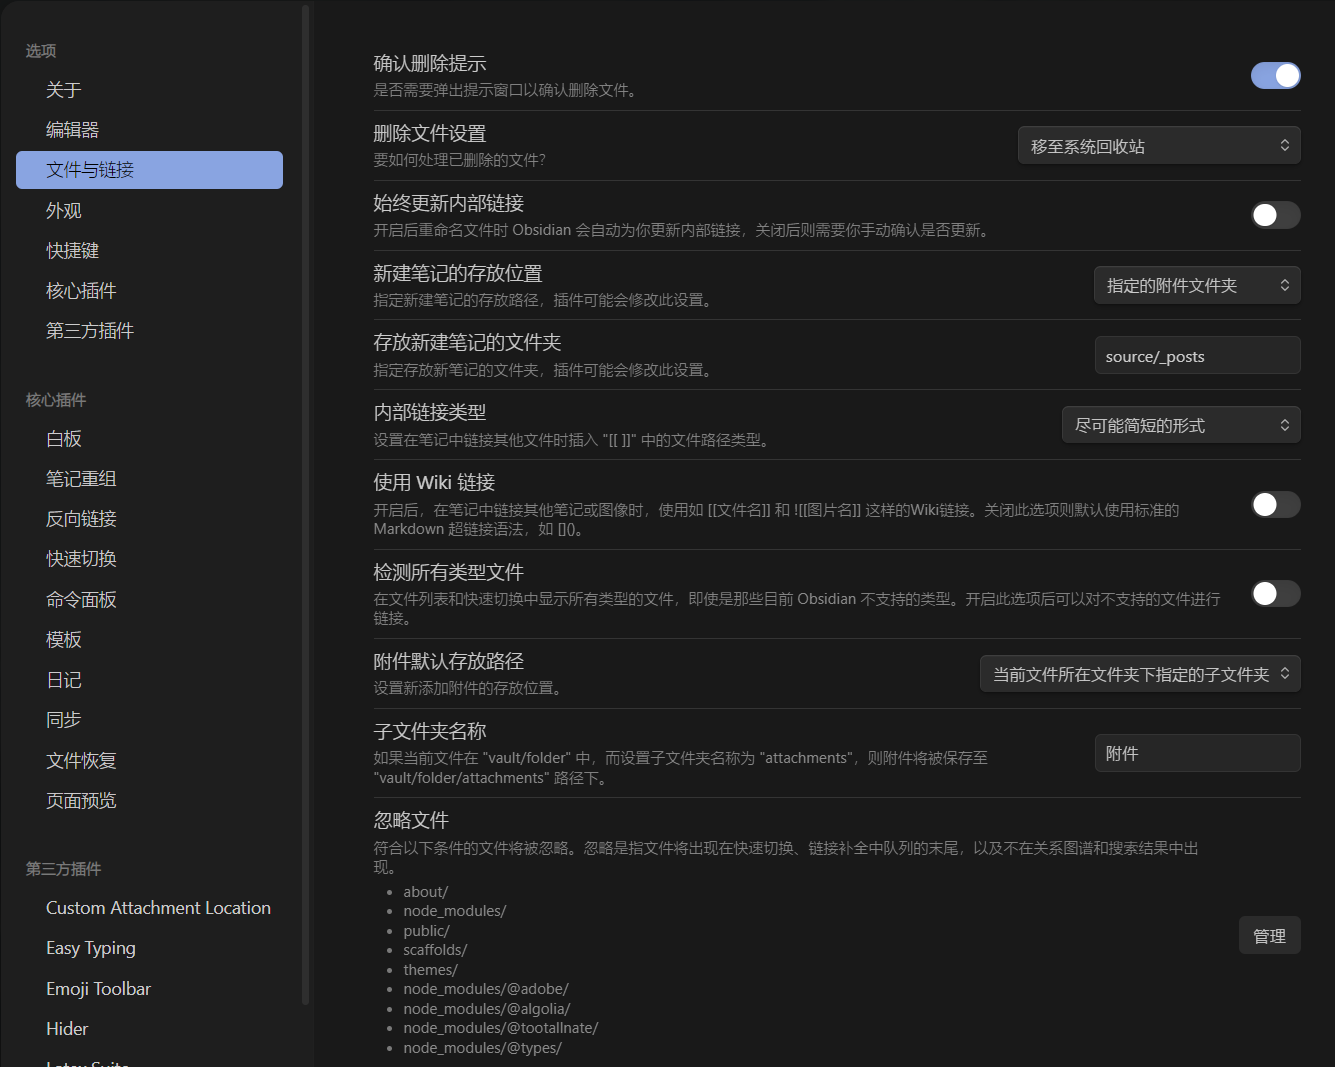 选项
关于
编辑器
文件与链接
外观
快捷键
核心插件
第三方插件
核心插件
白板
笔记重组
反向链接
快速切换
命令面板
模板
日记
同步
文件恢复
页面预览
第三方插件
Custom Attachment Location
Easy Typing
Emoji Toolbar
Hider
Latex Suite
确认删除提示
是否需要弹出提示窗口以确认删除文件。
删除文件设置
要如何处理已删除的文件?
移至系统回收站
始终更新内部链接
开启后重命名文件时 Obsidian 会自动为你更新内部链接，关闭后则需要你手动确认是否更新。
新建笔记的存放位置
指定新建笔记的存放路径，插件可能会修改此设置。
指定的附件文件夹
存放新建笔记的文件夹
指定存放新笔记的文件夹，插件可能会修改此设置。
source/_posts
内部链接类型
设置在笔记中链接其他文件时插入 "[[ ]]" 中的文件路径类型。
尽可能简短的形式
使用 Wiki 链接
开启后，在笔记中链接其他笔记或图像时，使用如 [[文件名]] 和 ![[图片名]] 这样的Wiki链接。关闭此选项则默认使用标准的
Markdown 超链接语法，如 []()。
检测所有类型文件
在文件列表和快速切换中显示所有类型的文件，即使是那些目前 Obsidian 不支持的类型。开启此选项后可以对不支持的文件进行
链接。
附件默认存放路径
设置新添加附件的存放位置。
当前文件所在文件夹下指定的子文件夹
子文件夹名称
如果当前文件在 "vault/folder" 中，而设置子文件夹名称为 "attachments"，则附件将被保存至
"vault/folder/attachments" 路径下。
附件
忽略文件
符合以下条件的文件将被忽略。忽略是指文件将出现在快速切换、链接补全中队列的末尾，以及不在关系图谱和搜索结果中出
现。
• about/
• node_modules/
• public/
• scaffolds/
• themes/
• node_modules/@adobe/
• node_modules/@algolia/
• node_modules/@tootallnate/
• node_modules/@types/
管理